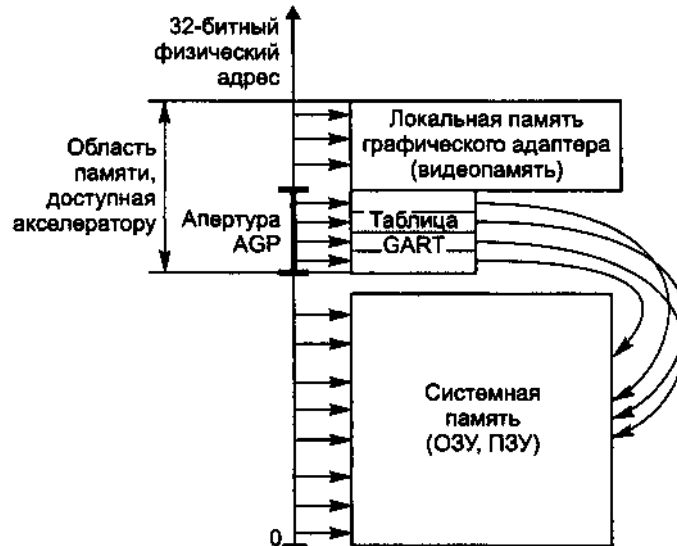 32-битный
физический
адрес
Локальная память
графического адаптера
(видеопамять)
Область
памяти,
доступная
акселератору
Апертура
AGP
Таблица
GART
Системная
память
(ОЗУ, ПЗУ)
0